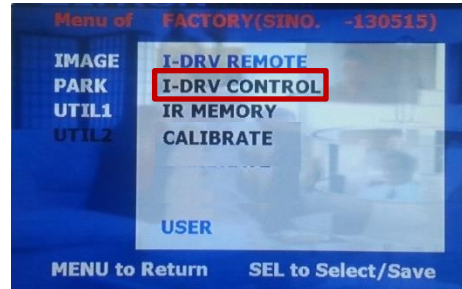 Menu of FACTORY(SINO. -130515)
IMAGE I-DRV REMOTE
PARK I-DRV CONTROL
UTIL1 IR MEMORY
UTIL2 CALIBRATE
USER
MENU to Return SEL to Select/Save